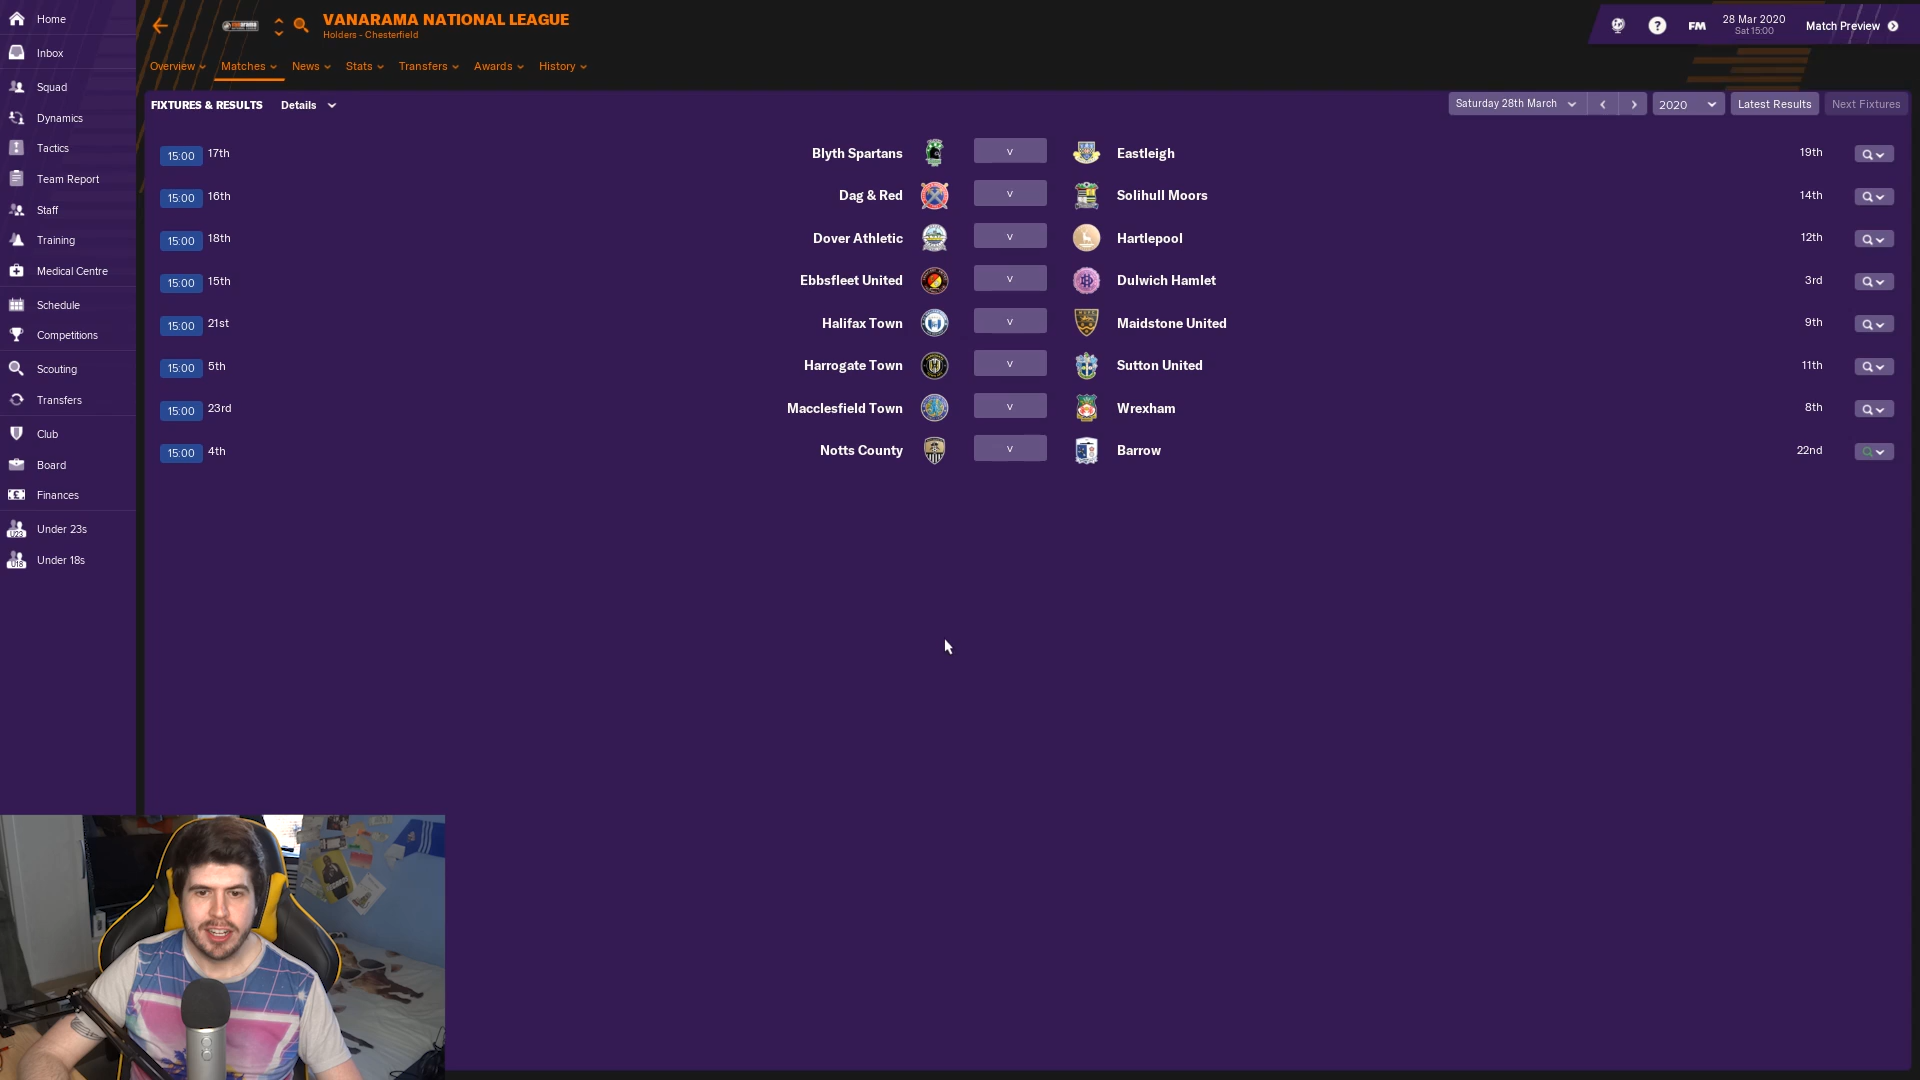 Home
Inbox
Squad
Dynamics
Tactics
Team Report
Staff
Training
Medical Centre
Schedule
Competitions
Scouting
Transfers
Club
Board
Finances
Under 23s
Under 18s
VANARAMA NATIONAL LEAGUE
Holders - Chesterfield
FM
28 Mar 2020
Sat 15:00
Match Preview
Overview Matches News Stats Transfers Awards History
FIXTURES & RESULTS Details Saturday 28th March 2020 Latest Results Next Fixtures
15:00 17th Blyth Spartans v Eastleigh 19th
15:00 16th Dag & Red v Solihull Moors 14th
15:00 18th Dover Athletic v Hartlepool 12th
15:00 15th Ebbsfleet United v Dulwich Hamlet 3rd
15:00 21st Halifax Town v Maidstone United 9th
15:00 5th Harrogate Town v Sutton United 11th
15:00 23rd Macclesfield Town v Wrexham 8th
15:00 4th Notts County v Barrow 22nd